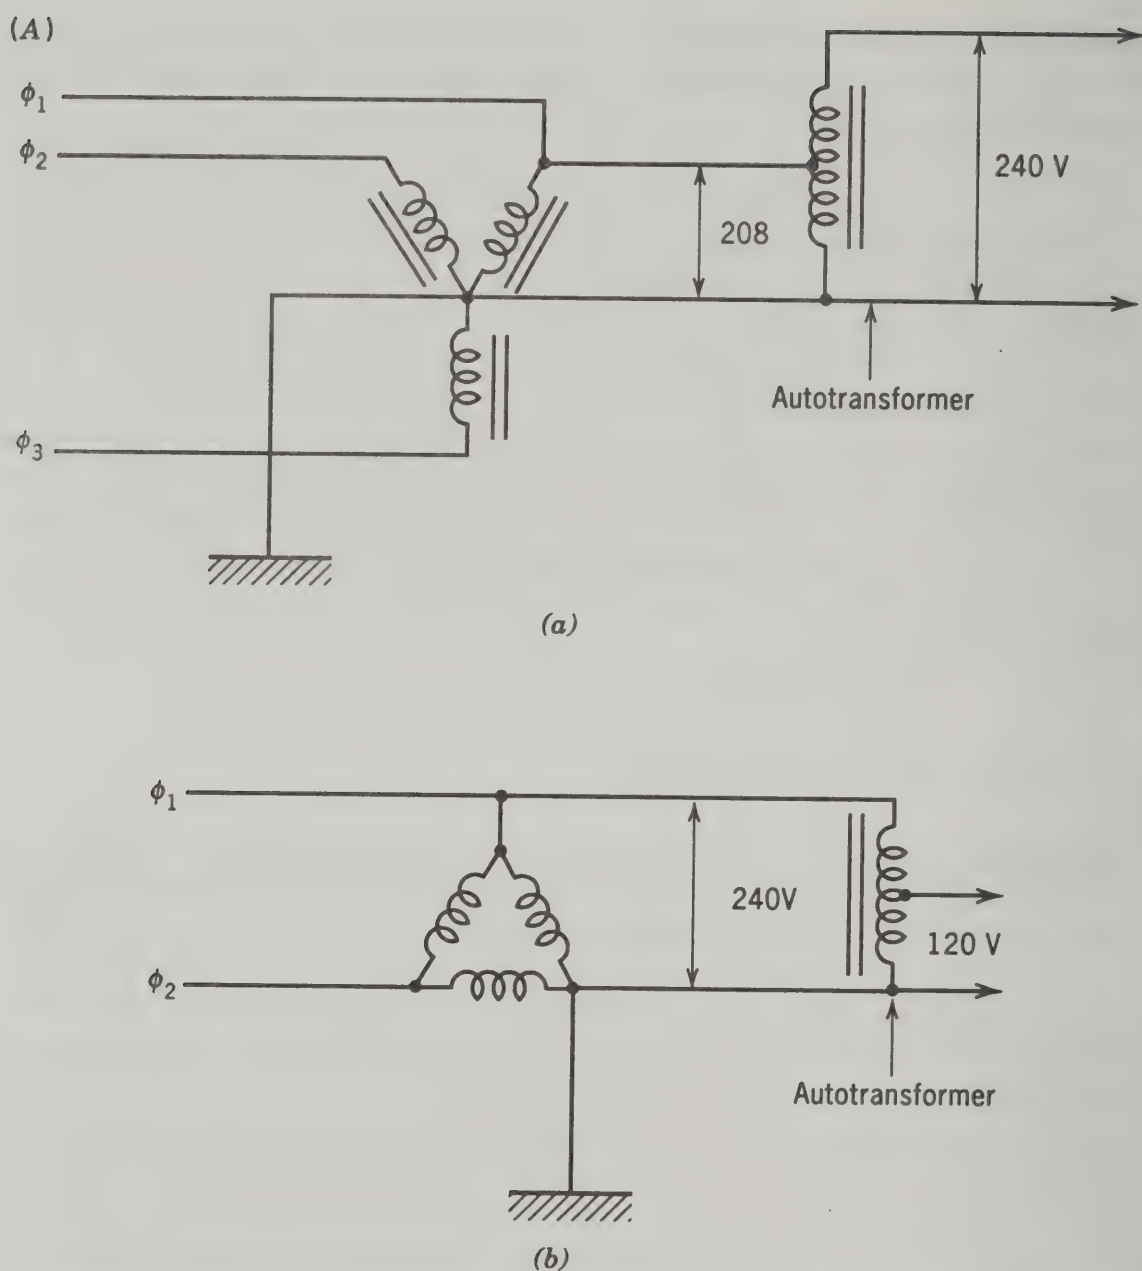 (A)
ϕ1
ϕ2
240 V
208
Autotransformer
ϕ3
(a)
ϕ1
240V
120 V
ϕ2
Autotransformer
(b)